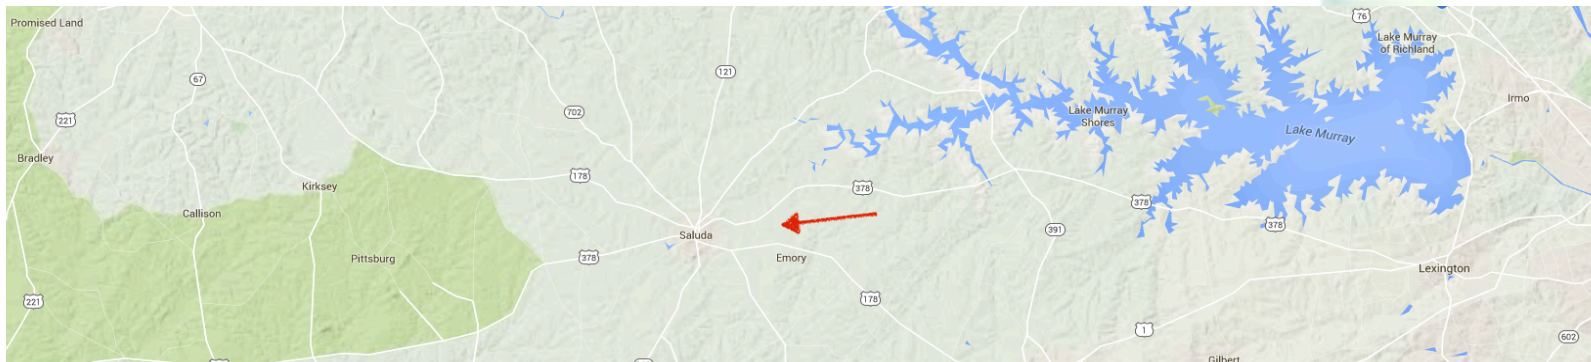 Promised Land
76
Lake Murray
of Richland
121
67
Irmo
Lake Murray
Shores
702
221
Lake Murray
Bradley
178
Kirksey
378
378
Callison
378
391
Saluda
378
Pittsburg
Emory
Lexington
221
178
1
602
Gilbert